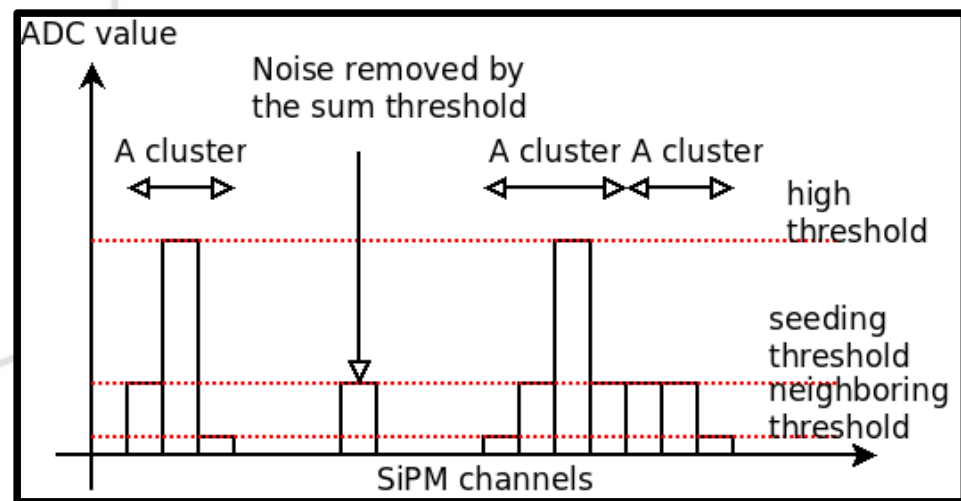 ADC value
Noise removed by
the sum threshold
A cluster
A cluster
A cluster
high
threshold
seeding
threshold
neighboring
threshold
SiPM channels